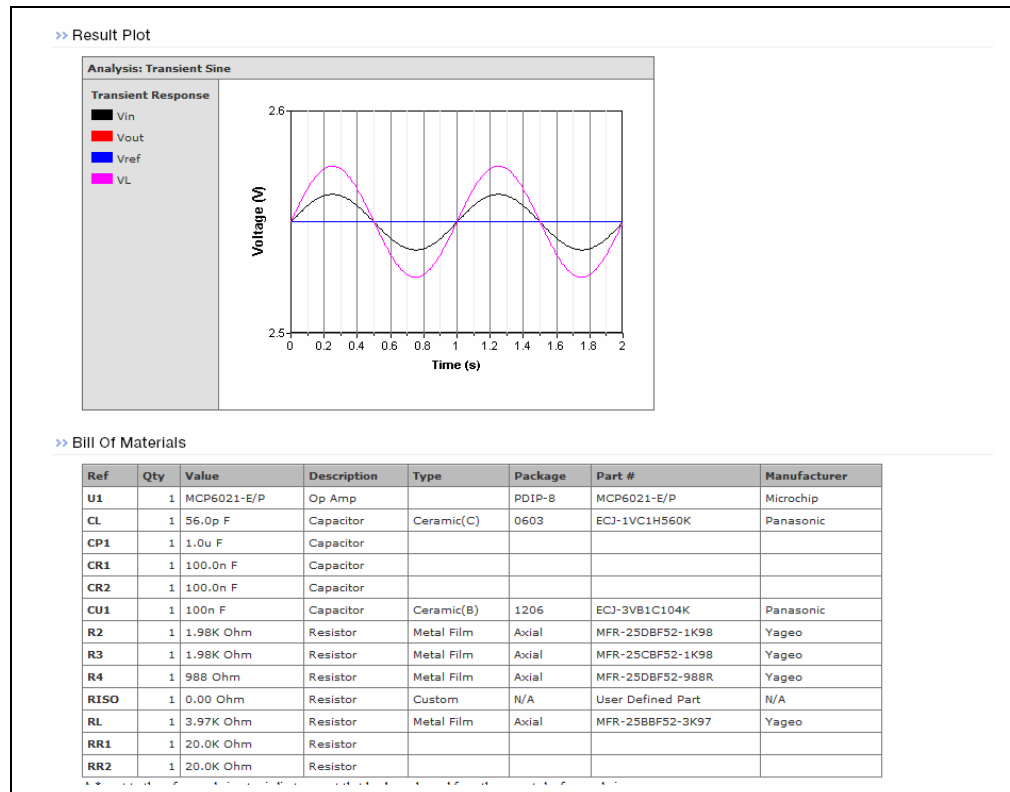 >> Result Plot
Analysis: Transient Sine
Transient Response
Vin
Vout
Vref
VL
2.6
2.5
Voltage (V)
0 0.2 0.4 0.6 0.8 1 1.2 1.4 1.6 1.8 2
Time (s)
>> Bill Of Materials
Ref Qty Value Description Type Package Part # Manufacturer
U1 1 MCP6021-E/P Op Amp PDIP-8 MCP6021-E/P Microchip
CL 1 56.0p F Capacitor Ceramic(C) 0603 ECJ-1VC1H560K Panasonic
CP1 1 1.0u F Capacitor
CR1 1 100.0n F Capacitor
CR2 1 100.0n F Capacitor
CU1 1 100n F Capacitor Ceramic(B) 1206 ECJ-3VB1C104K Panasonic
R2 1 1.98K Ohm Resistor Metal Film Axial MFR-25DBF52-1K98 Yageo
R3 1 1.98K Ohm Resistor Metal Film Axial MFR-25CBF52-1K98 Yageo
R4 1 988 Ohm Resistor Metal Film Axial MFR-25DBF52-988R Yageo
RISO 1 0.00 Ohm Resistor Custom N/A User Defined Part N/A
RL 1 3.97K Ohm Resistor Metal Film Axial MFR-25BBF52-3K97 Yageo
RR1 1 20.0K Ohm Resistor
RR2 1 20.0K Ohm Resistor